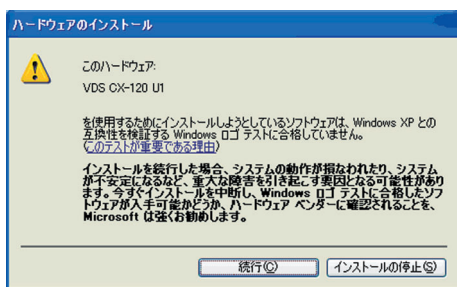 ハードウェアのインストール
このハードウェア:
VDS CX-120 U1
を使用するためにインストールしようとしているソフトウェアは、Windows XP との
互換性を検証する Windows ロゴ テストに合格していません。
(このテストが重要である理由)
インストールを続行した場合、システムの動作が損なわれたり、システム
が不安定になるなど、重大な障害を引き起こす要因となる可能性があり
ます。今すぐインストールを中断し、Windows ロゴ テストに合格したソフ
トウェアが入手可能かどうか、ハードウェア ベンダーに確認されることを、
Microsoft は強くお勧めします。
続行(C)
インストールの停止(S)